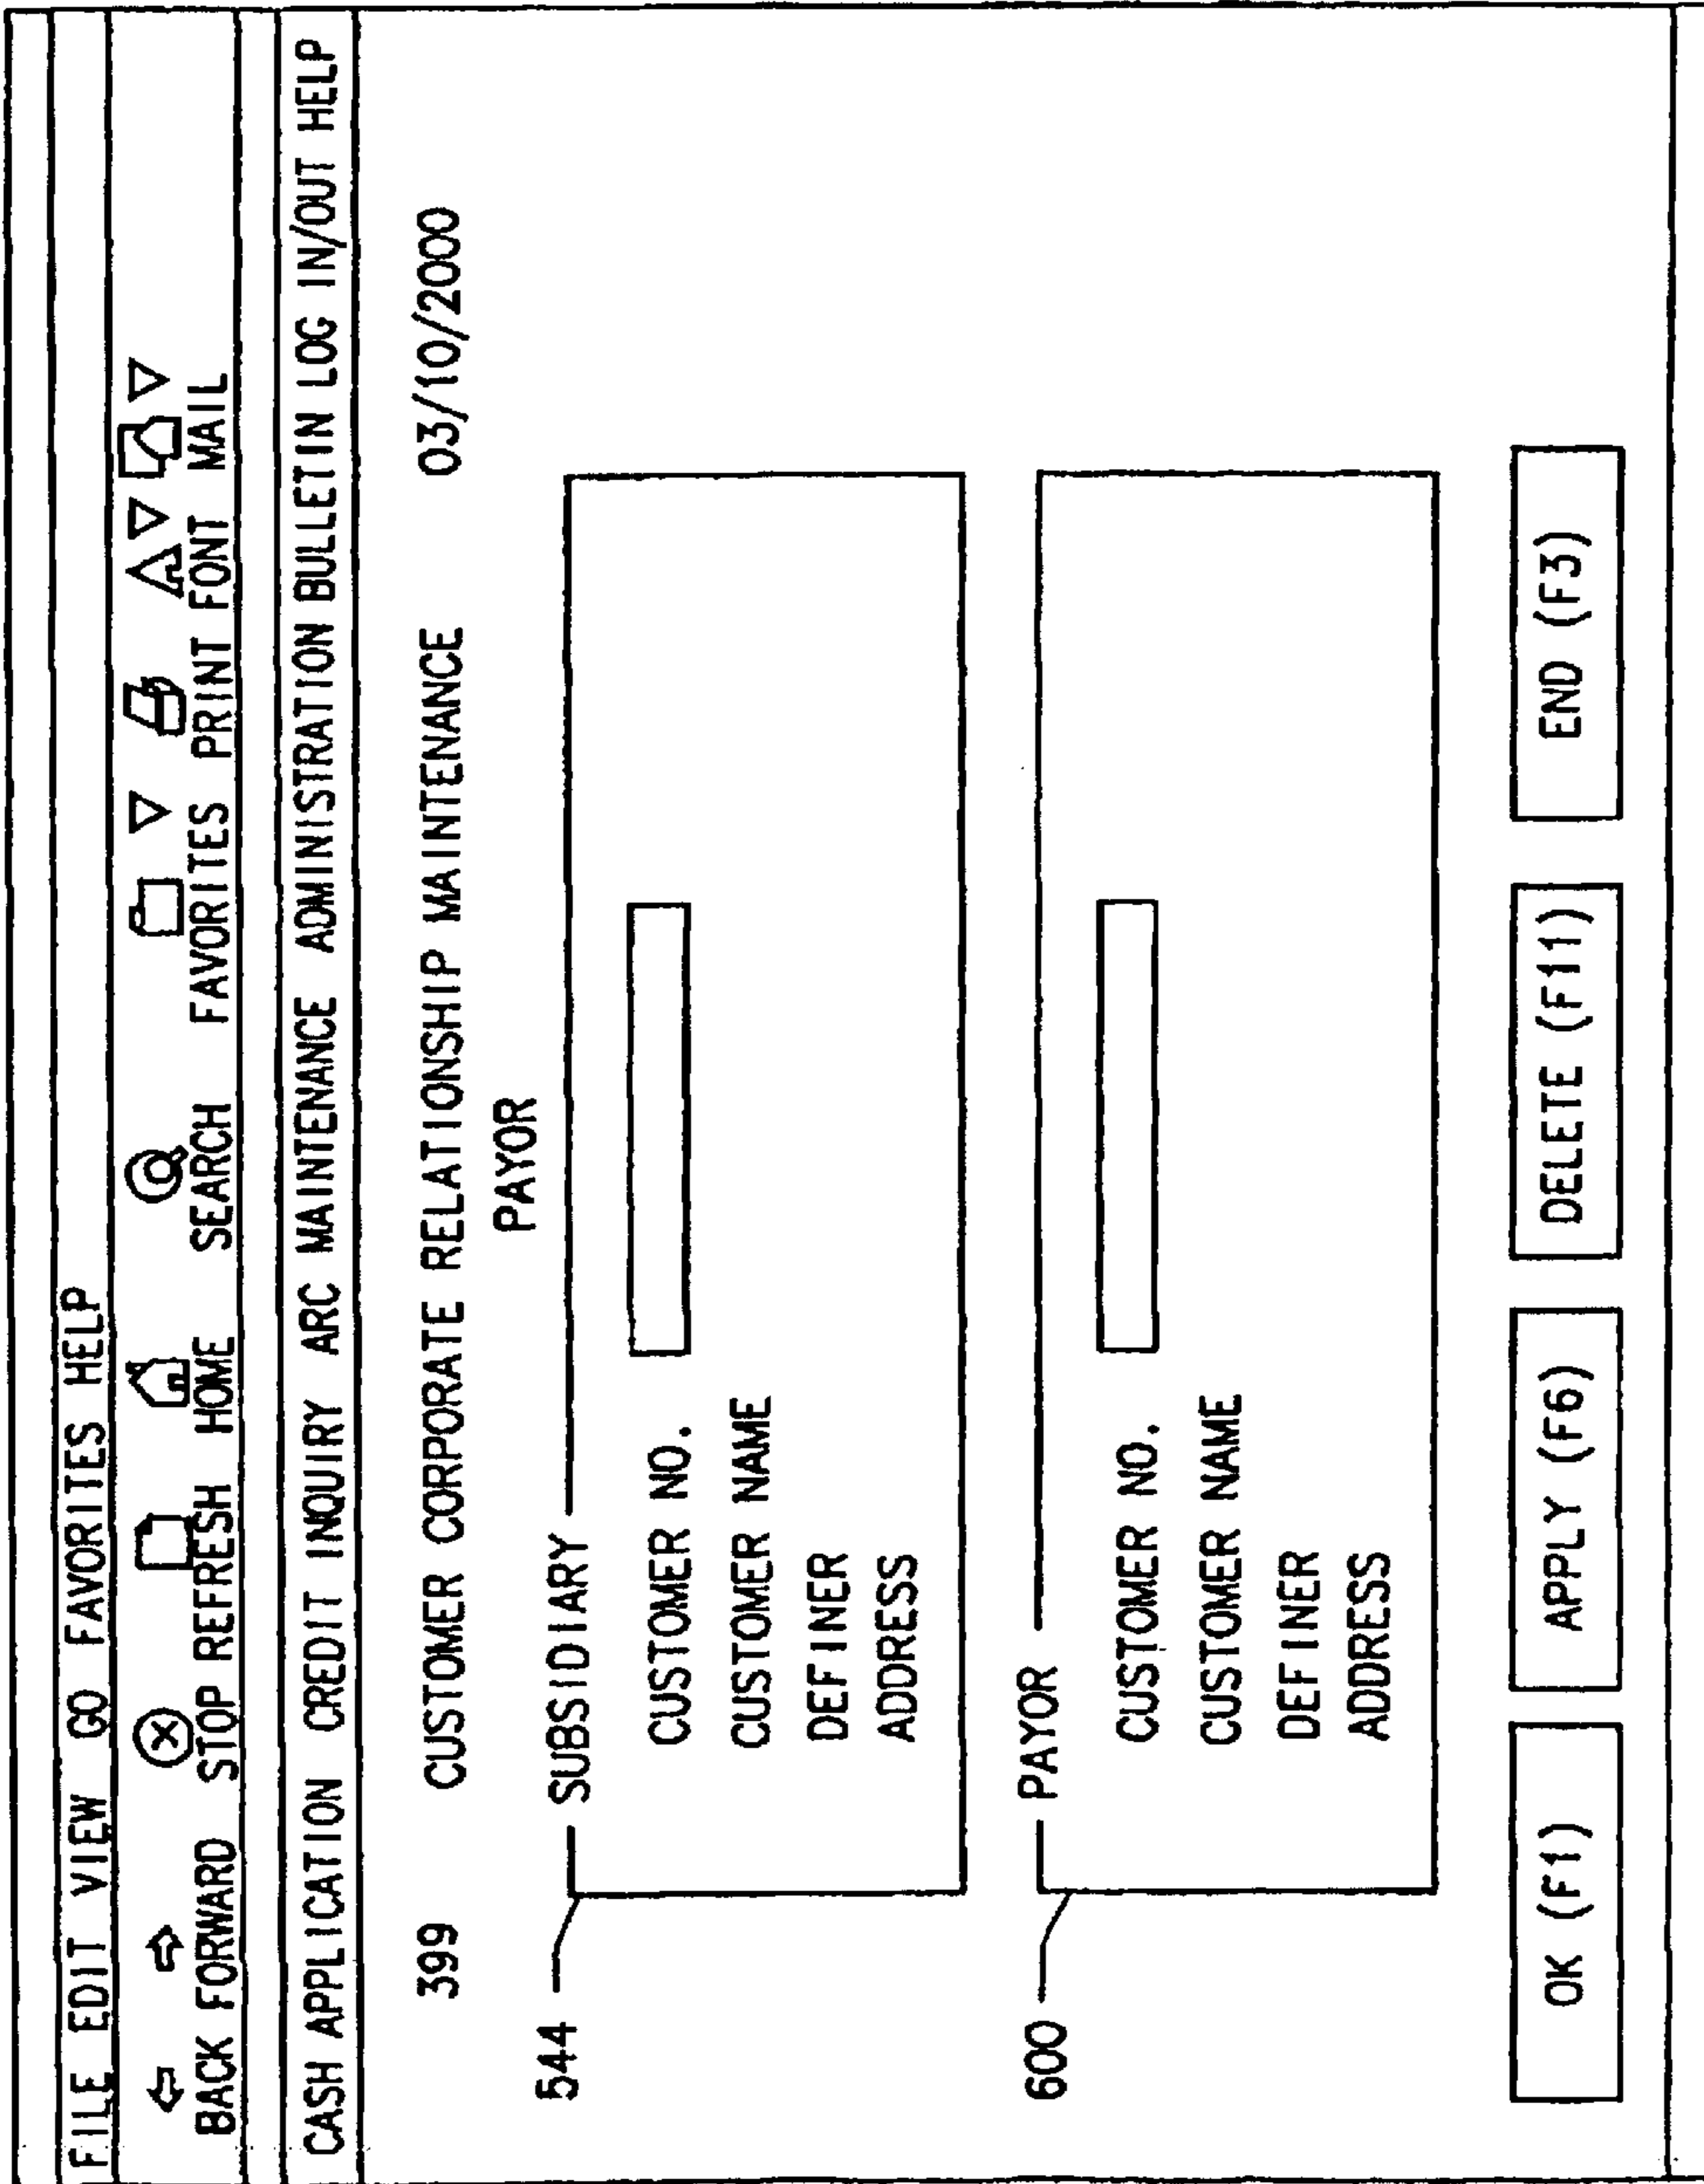 FILE EDIT VIEW GO FAVORITES HELP
BACK FORWARD STOP REFRESH HOME SEARCH FAVORITES PRINT FONT MAIL
CASH APPLICATION CREDIT INQUIRY ARC MAINTENANCE ADMINISTRATION BULLETIN LOG IN/OUT HELP
399 CUSTOMER CORPORATE RELATIONSHIP MAINTENANCE 03/10/2000
PAYOR
544 SUBSIDIARY
CUSTOMER NO.
CUSTOMER NAME
DEFINER
ADDRESS
600 PAYOR
CUSTOMER NO.
CUSTOMER NAME
DEFINER
ADDRESS
OK (F1) APPLY (F6) DELETE (F11) END (F3)